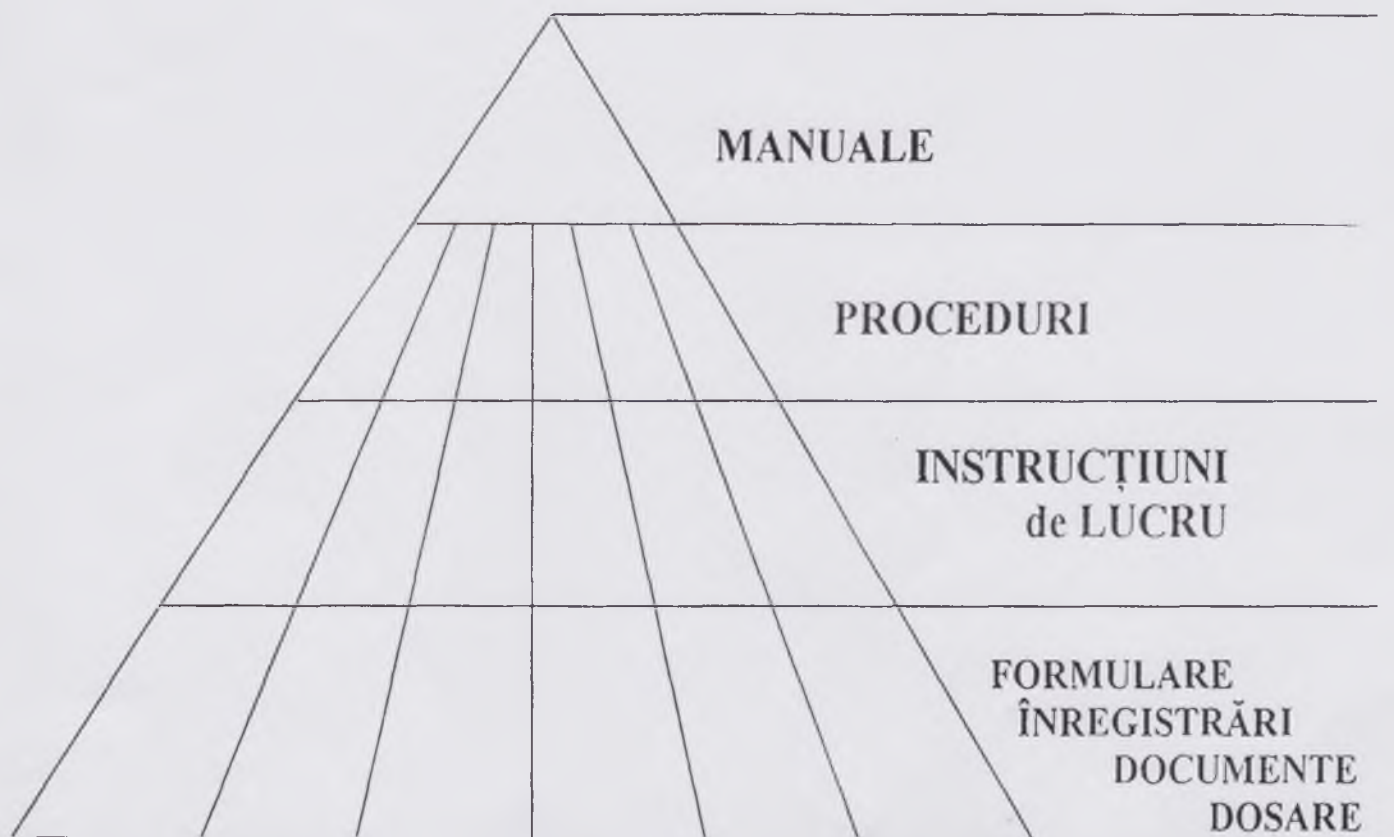 MANUALE
PROCEDURI
INSTRUCȚIUNI
de LUCRU
FORMULARE
ÎNREGISTRĂRI
DOCUMENTE
DOSARE